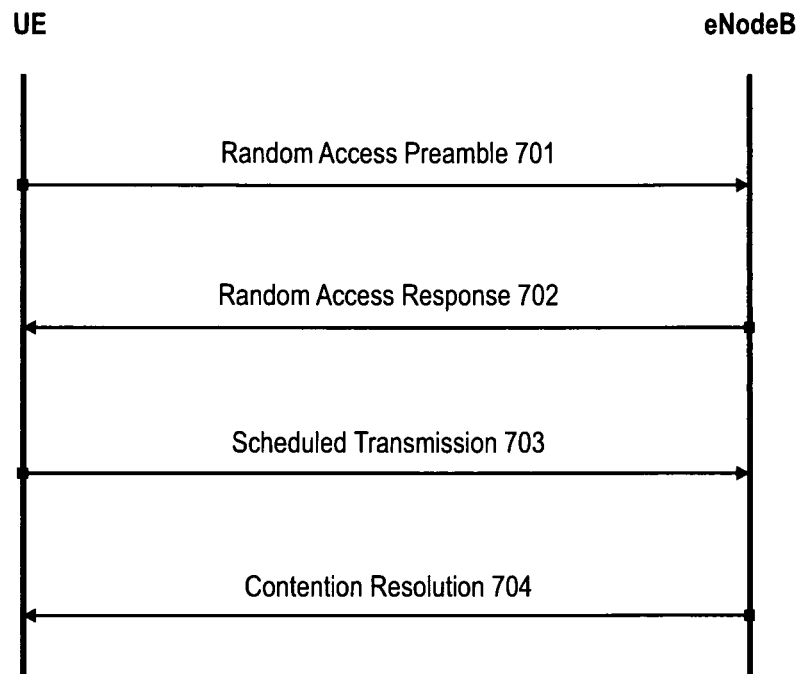 UE
eNodeB
Random Access Preamble 701
Random Access Response 702
Scheduled Transmission 703
Contention Resolution 704